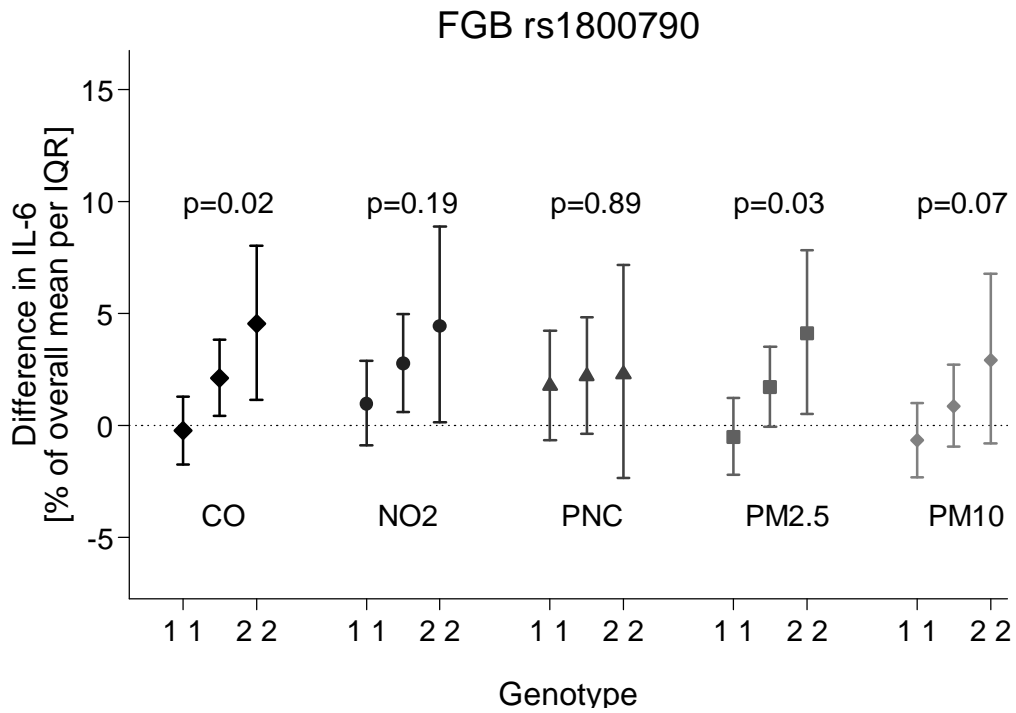 FGB rs1800790
Difference in IL-6
[% of overall mean per IQR]
15
10
5
0
-5
p=0.02 p=0.19 p=0.89 p=0.03 p=0.07
CO NO2 PNC PM2.5 PM10
1 1 2 2 1 1 2 2 1 1 2 2 1 1 2 2 1 1 2 2
Genotype